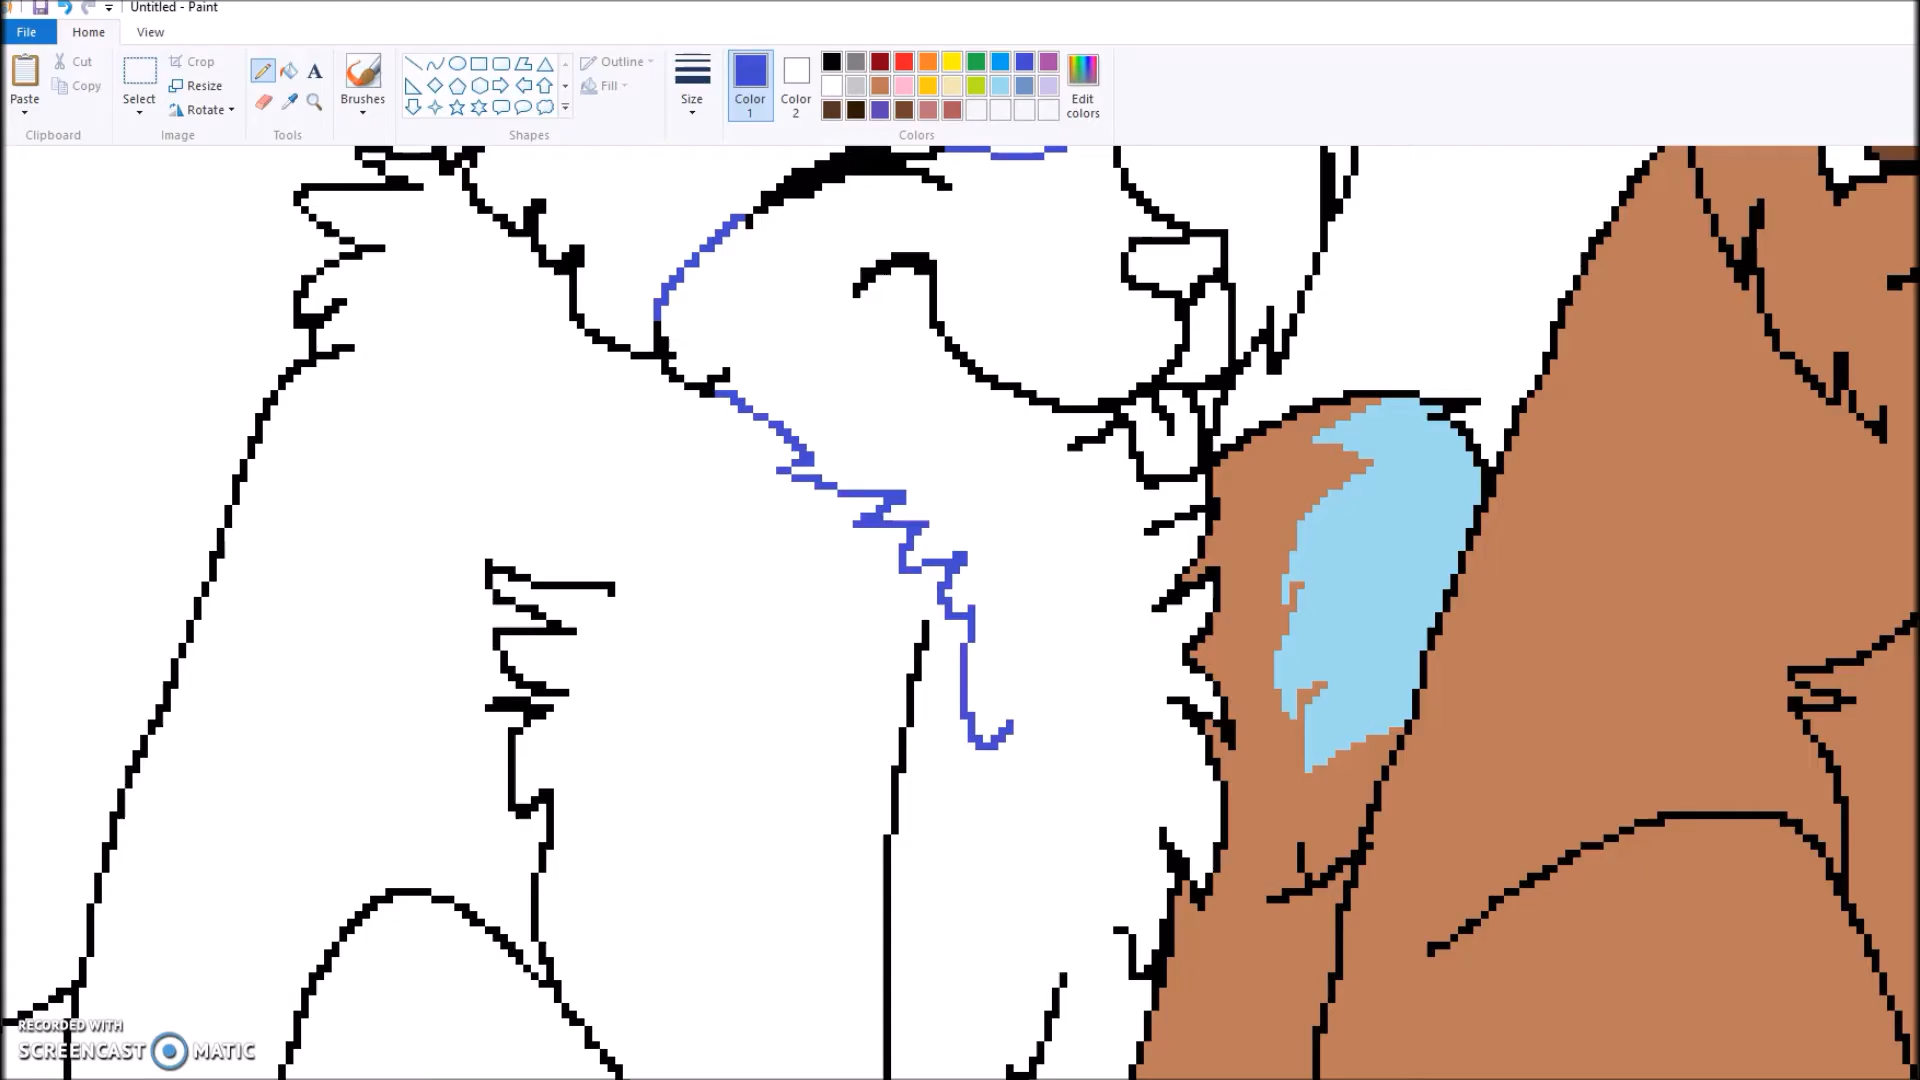 Untitled - Paint
File Home View
Paste
Cut
Copy
Clipboard
Select
Crop
Resize
Rotate
Image
A
Tools
Brushes
Outline
Fill
Shapes
Size
Color 1
Color 2
Edit colors
Colors
RECORDED WITH
SCREENCAST MATIC